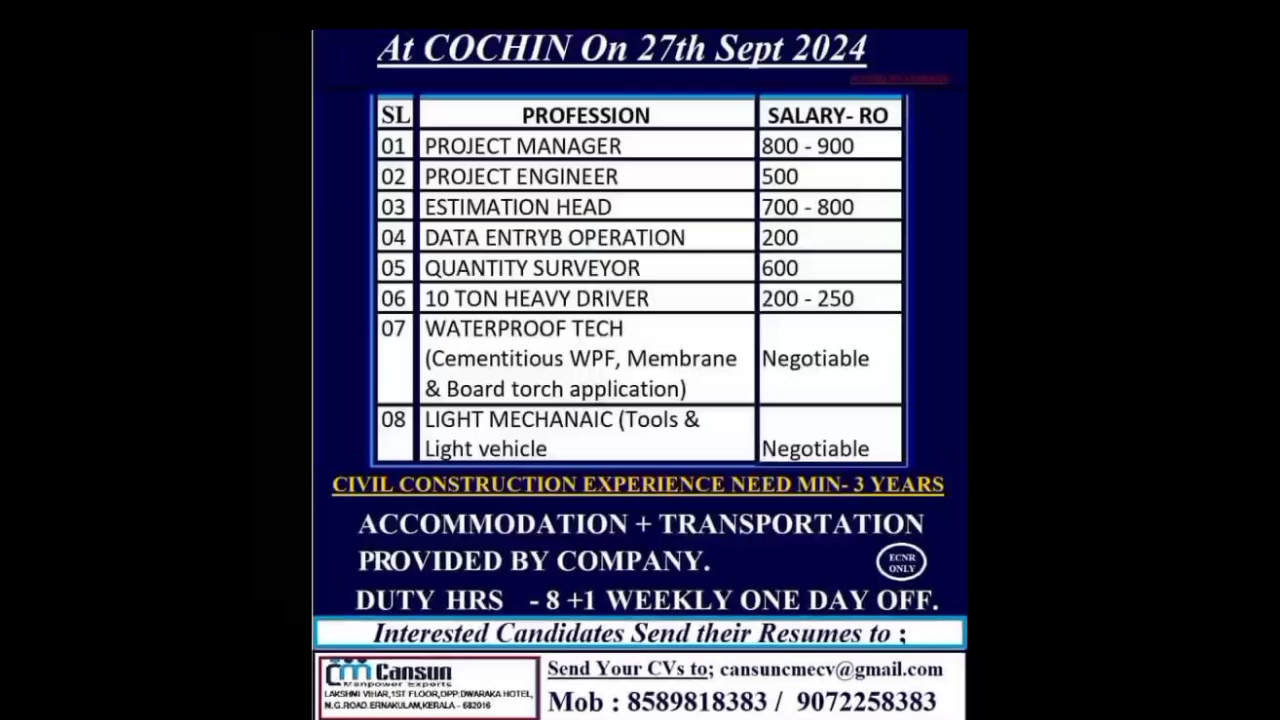 At COCHIN On 27th Sept 2024
SL PROFESSION SALARY- RO
01 PROJECT MANAGER 800 - 900
02 PROJECT ENGINEER 500
03 ESTIMATION HEAD 700 - 800
04 DATA ENTRYB OPERATION 200
05 QUANTITY SURVEYOR 600
06 10 TON HEAVY DRIVER 200 - 250
07 WATERPROOF TECH
(Cementitious WPF, Membrane Negotiable
& Board torch application)
08 LIGHT MECHANAIC (Tools &
Light vehicle Negotiable
CIVIL CONSTRUCTION EXPERIENCE NEED MIN- 3 YEARS
ACCOMMODATION + TRANSPORTATION
PROVIDED BY COMPANY.
ECNR
ONLY
DUTY HRS - 8 +1 WEEKLY ONE DAY OFF.
Interested Candidates Send their Resumes to ;
cm Cansun
Manpower Experts
LAKSHMI VIHAR,1ST FLOOR,OPP:DWARAKA HOTEL,
M.G.ROAD.ERNAKULAM,KERALA - 682016
Send Your CVs to; cansuncmecv@gmail.com
Mob : 8589818383 / 9072258383